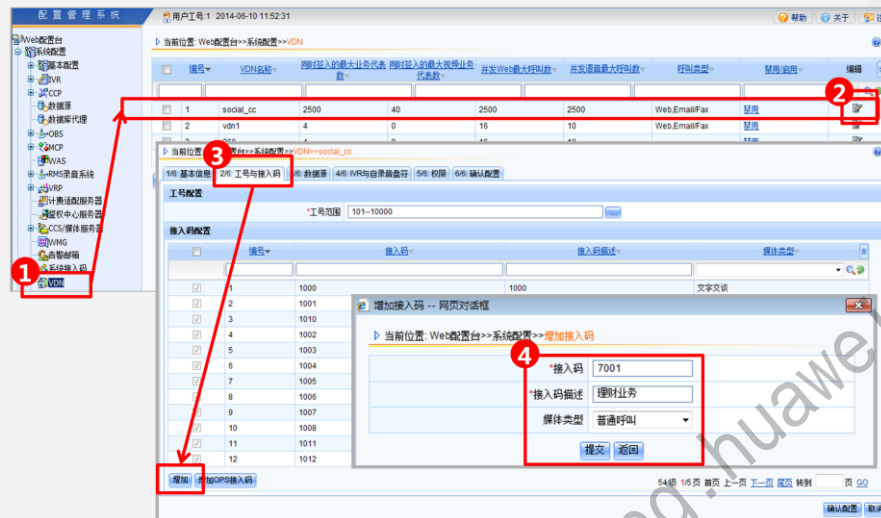 配置管理系统
用户工号:1 2014-06-10 11:52:31
帮助 关于
Web配置台
系统配置
基本配置
IVR
CCP
数据源
数据库代理
OBS
MCP
WAS
RMS录音系统
VRP
计费适配服务器
鉴权中心服务器
CCS/媒体服务器
WMG
告警邮箱
系统接入码
VDN
1
当前位置: Web配置台>>系统配置>>VDN
编号 VDN名称 同时签入的最大业务代表数 同时签入的最大视频业务代表数 并发Web最大呼叫数 并发语音最大呼叫数 呼叫类型 禁用/启用 编辑
2
1 social_cc 2500 40 2500 2500 Web,Email/Fax 禁用
2 vdn1 4 0 16 10 Web,Email/Fax 禁用
3
当前位置: Web配置台>>系统配置>>VDN>>social_cc
1/6: 基本信息 2/6: 工号与接入码 3/6: 数据源 4/6: IVR与自录音盘符 5/6: 权限 6/6: 确认配置
工号配置
*工号范围 101--10000
接入码配置
编号 接入码 接入码描述 媒体类型
1 1000 1000 文字交谈
2 1001
3 1010
4 1002
5 1003
6 1004
7 1005
8 1006
9 1007
10 1008
11 1011
12 1012
增加 增加OPS接入码
54项 1/5页 首页 上一页 下一页 尾页 转到 页 GO
确认配置 取消
增加接入码 -- 网页对话框
当前位置: Web配置台>>系统配置>>增加接入码
4
*接入码 7001
*接入码描述 理财业务
媒体类型 普通呼叫
提交 返回